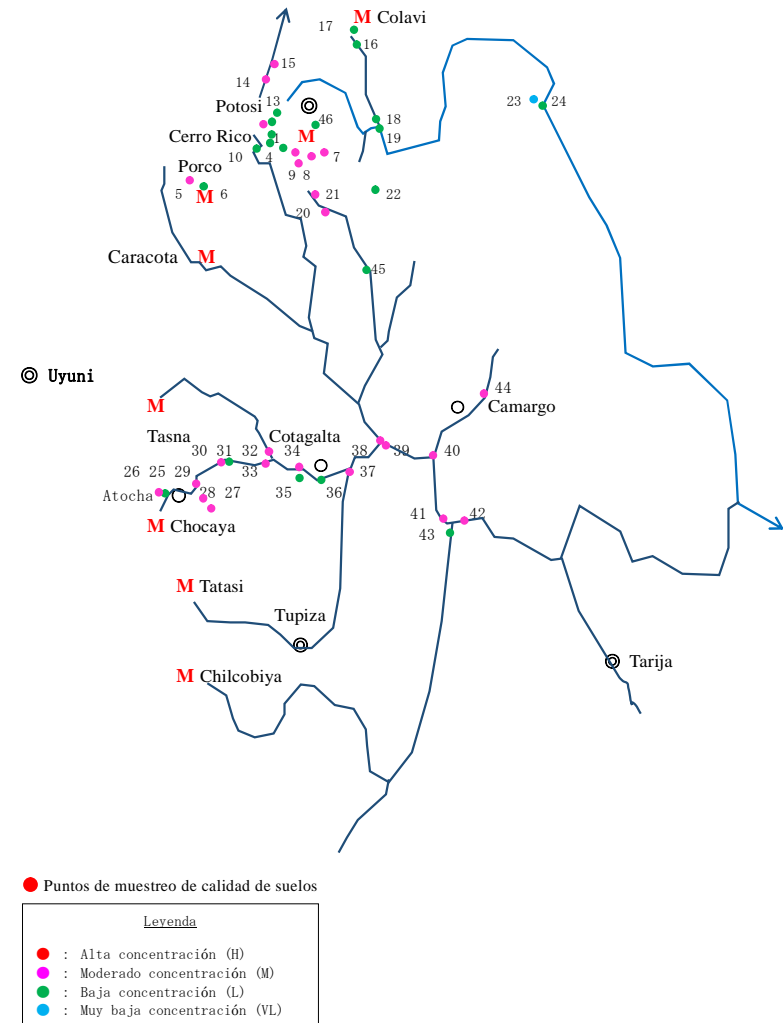 17
M Colavi
16
15
14
13
Potosi
18
23
24
46
19
Cerro Rico
1
M
10
4
7
9
8
Porco
5
6
M
21
22
20
Caracota
M
45
Uyuni
44
M
Camargo
Tasna
Cotagalta
30
31
32
34
38
39
40
33
37
26
25
29
35
36
Atocha
28
27
41
42
M Chocaya
43
M Tatasi
Tupiza
Tarija
M Chilcobiya
Puntos de muestreo de calidad de suelos
Leyenda
: Alta concentración (H)
: Moderado concentración (M)
: Baja concentración (L)
: Muy baja concentración (VL)